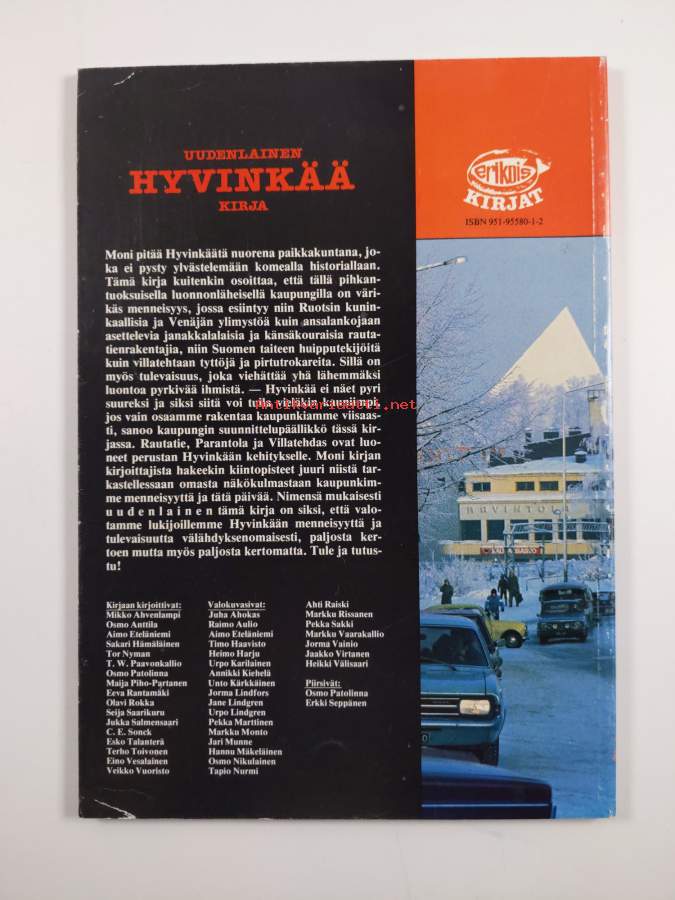 UUDENLAINEN
HYVINKÄÄ
KIRJA
Moni pitää Hyvinkäätä nuorena paikkakuntana, jo-
ka ei pysty ylvästelemään komealla historiallaan.
Tämä kirja kuitenkin osoittaa, että tällä pihkan-
tuoksuisella luonnonläheisellä kaupungilla on väri-
käs menneisyys, jossa esiintyy niin Ruotsin kunin-
kaallisia ja Venäjän ylimystöä kuin ansalankojaan
asettelevia janakkalalaisia ja känsäkouraisia rauta-
tienrakentajia, niin Suomen taiteen huipputekijöitä
kuin villatehtaan tyttöjä ja pirtutrokareita. Sillä on
myös tulevaisuus, joka viehättää yhä lähemmäksi
luontoa pyrkivää ihmistä. — Hyvinkää ei näet pyri
suureksi ja siksi siitä voi tulla vieläkin kauniimpi,
jos vain osaamme rakentaa kaupunkiamme viisaas-
ti, sanoo kaupungin suunnittelupäällikkö tässä kir-
jassa. Rautatie, Parantola ja Villatehdas ovat luo-
neet perustan Hyvinkään kehitykselle. Moni kirjan
kirjoittajista hakeekin kiintopisteet juuri niistä tar-
kastellessaan omasta näkökulmastaan kaupunkim-
me menneisyyttä ja tätä päivää. Nimensä mukaisesti
uudenlainen tämä kirja on siksi, että valo-
tamme lukijoillemme Hyvinkään menneisyyttä ja
tulevaisuutta välähdyksenomaisesti, paljosta ker-
toen mutta myös paljosta kertomatta. Tule ja tutus-
tu!
Kirjaan kirjoittivat:
Mikko Ahvenlampi
Osmo Anttila
Aimo Eteläniemi
Sakari Hämäläinen
Tor Nyman
T. W. Paavonkallio
Osmo Patolinna
Maija Piho-Partanen
Eeva Rantamäki
Olavi Rokka
Seija Saarikuru
Jukka Salmensaari
C. E. Sonck
Esko Talanterä
Terho Toivonen
Eino Vesalainen
Veikko Vuoristo
Valokuvasivat:
Juha Ahokas
Raimo Aulio
Aimo Eteläniemi
Timo Haavisto
Heimo Harju
Urpo Karilainen
Annikki Kiehelä
Unto Kärkkäinen
Jorma Lindfors
Jane Lindgren
Urpo Lindgren
Pekka Marttinen
Markku Monto
Jari Munne
Hannu Mäkeläinen
Osmo Nikulainen
Tapio Nurmi
Ahti Raiski
Markku Rissanen
Pekka Sakki
Markku Vaarakallio
Jorma Vainio
Jaakko Virtanen
Heikki Välisaari
Piirsivät:
Osmo Patolinna
Erkki Seppänen
erikois
KIRJAT
ISBN 951-95580-1-2
Antikvariaatti.net